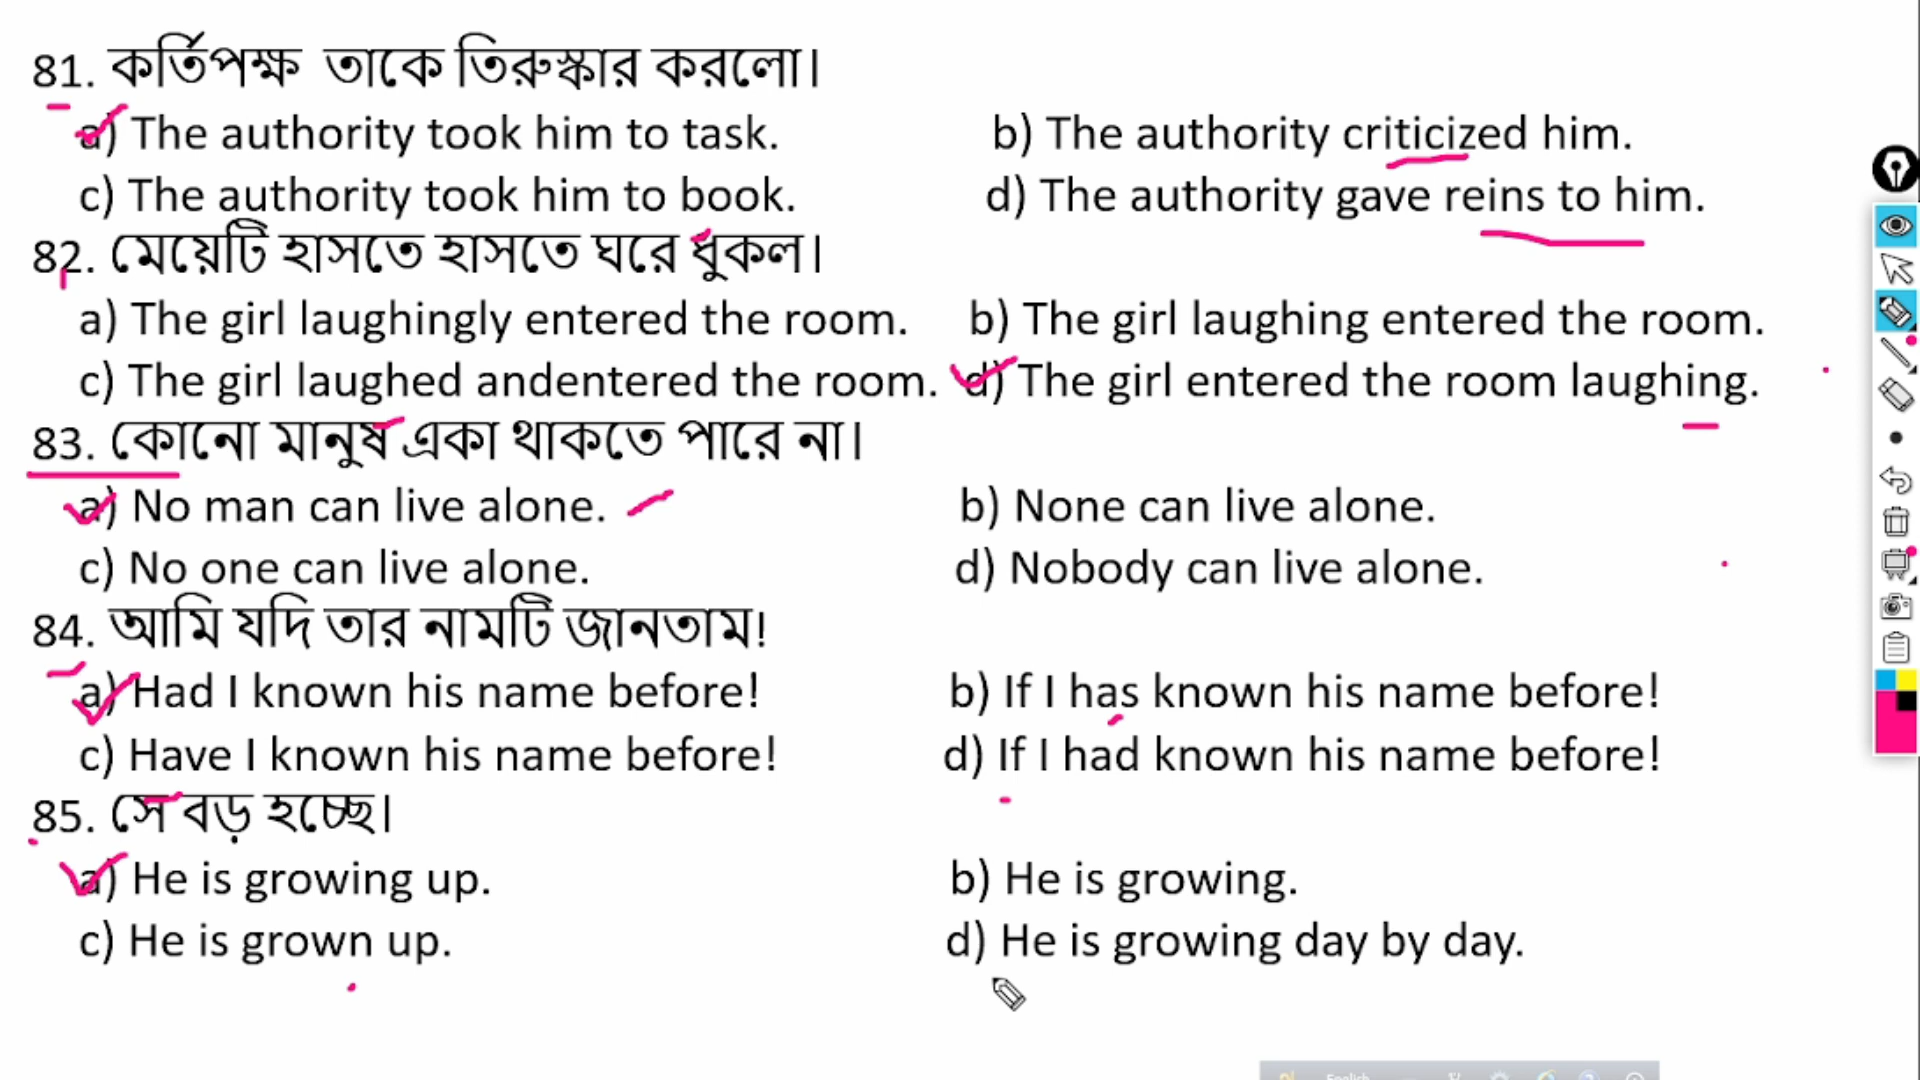 81. কর্তিপক্ষ তাকে তিরুস্কার করলো।
a) The authority took him to task. b) The authority criticized him.
c) The authority took him to book. d) The authority gave reins to him.
82. মেয়েটি হাসতে হাসতে ঘরে ধুকল।
a) The girl laughingly entered the room. b) The girl laughing entered the room.
c) The girl laughed andentered the room. d) The girl entered the room laughing.
83. কোনো মানুষ একা থাকতে পারে না।
a) No man can live alone. b) None can live alone.
c) No one can live alone. d) Nobody can live alone.
84. আমি যদি তার নামটি জানতাম!
a) Had I known his name before! b) If I has known his name before!
c) Have I known his name before! d) If I had known his name before!
85. সে বড় হচ্ছে।
a) He is growing up. b) He is growing.
c) He is grown up. d) He is growing day by day.
English